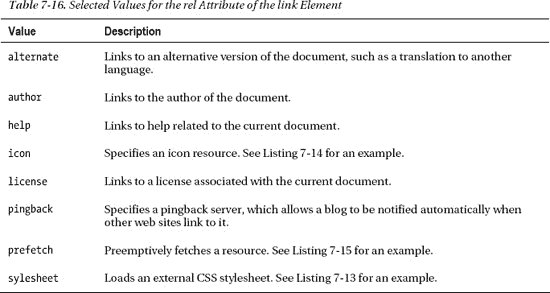 Table 7-16. Selected Values for the rel Attribute of the link Element
Value Description
alternate Links to an alternative version of the document, such as a translation to another
language.
author Links to the author of the document.
help Links to help related to the current document.
icon Specifies an icon resource. See Listing 7-14 for an example.
license Links to a license associated with the current document.
pingback Specifies a pingback server, which allows a blog to be notified automatically when
other web sites link to it.
prefetch Preemptively fetches a resource. See Listing 7-15 for an example.
sylesheet Loads an external CSS stylesheet. See Listing 7-13 for an example.